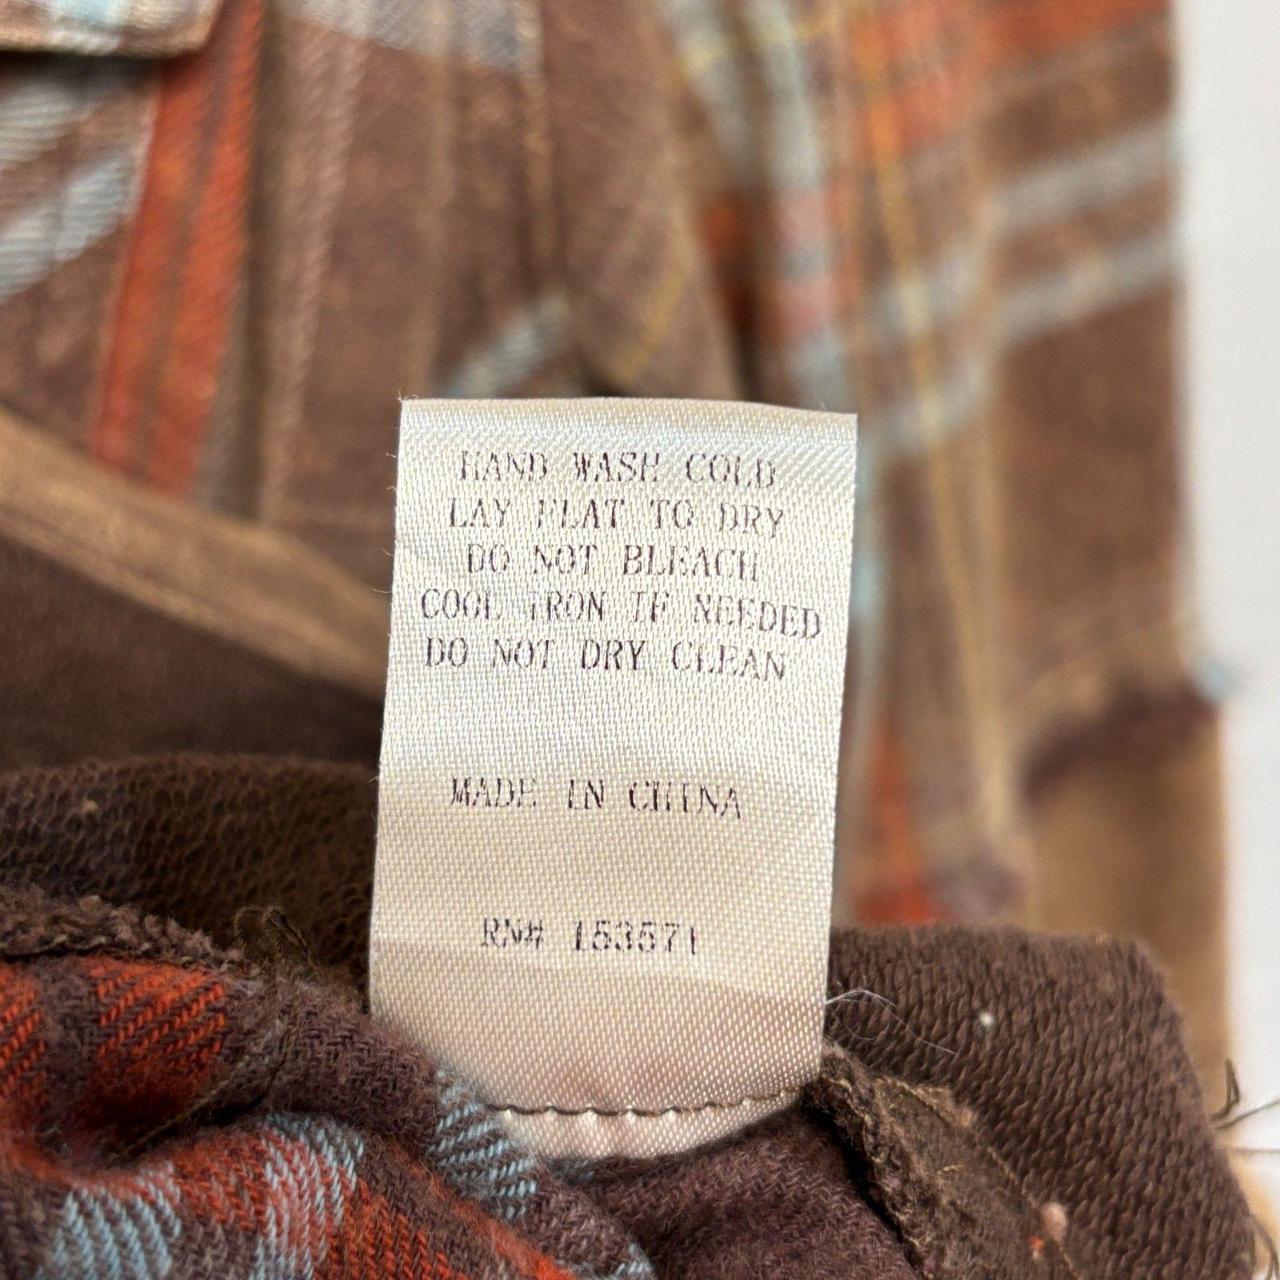 HAND WASH COLD
LAY FLAT TO DRY
DO NOT BLEACH
COOL IRON IF NEEDED
DO NOT DRY CLEAN
MADE IN CHINA
RN# 153571